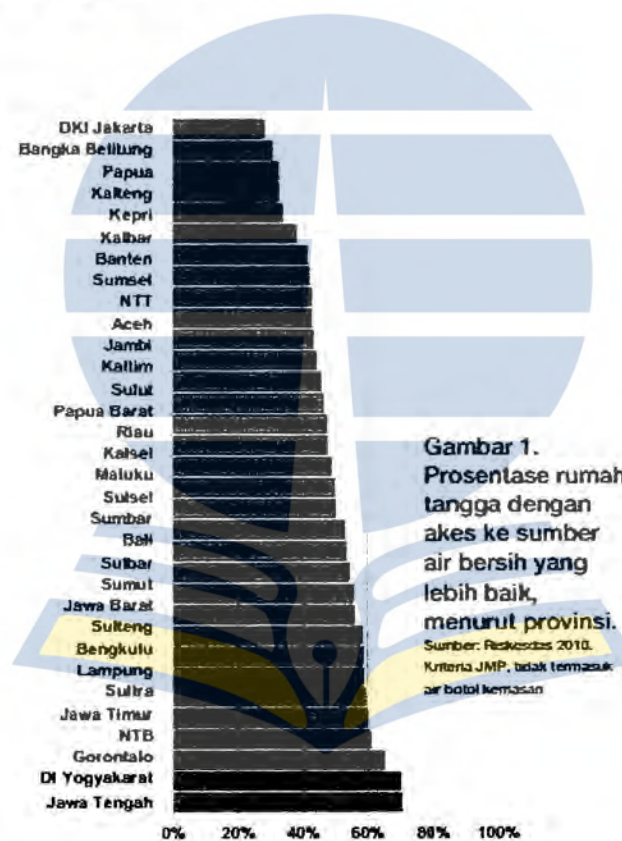 DKI Jakarta
Bangka Belitung
Papua
Kalteng
Kepri
Kalbar
Banten
Sumsel
NTT
Aceh
Jambi
Kaltim
Sulut
Papua Barat
Riau
Kalsel
Maluku
Sulsel
Sumbar
Bali
Sulbar
Sumut
Jawa Barat
Sulteng
Bengkulu
Lampung
Sultra
Jawa Timur
NTB
Gorontalo
DI Yogyakarat
Jawa Tengah
0% 20% 40% 60% 80% 100%
Gambar 1.
Prosentase rumah
tangga dengan
akes ke sumber
air bersih yang
lebih baik,
menurut provinsi.
Sumber: Riskesdas 2010.
Kriteria JMP, tidak termasuk
air botol kemasan